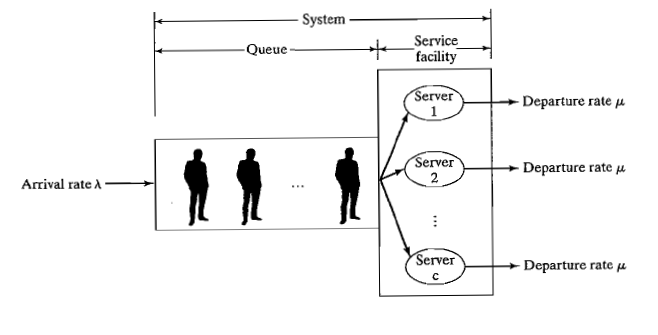 System
Queue
Service
facility
Server
1
Departure rate μ
Server
2
Departure rate μ
Arrival rate λ
...
⋮
Server
c
Departure rate μ